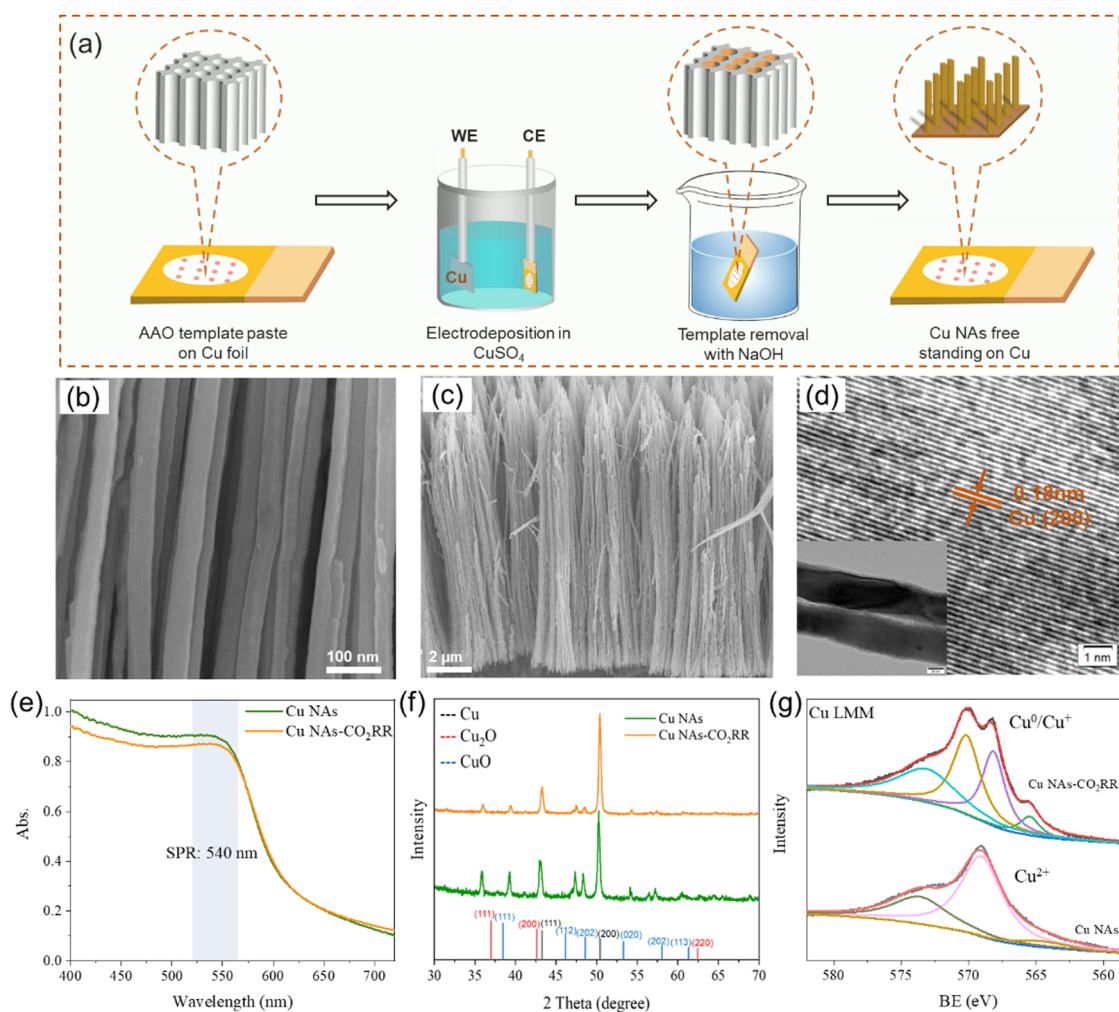 (a)
WE
CE
Cu
AAO template paste
on Cu foil
Electrodeposition in
CuSO₄
Template removal
with NaOH
Cu NAs free
standing on Cu
(b)
100 nm
(c)
2 μm
(d)
0.18nm
Cu (200)
1 nm
(e)
Cu NAs
Cu NAs-CO₂RR
SPR: 540 nm
Abs.
1.0
0.8
0.6
0.4
0.2
0.0
400 450 500 550 600 650 700
Wavelength (nm)
(f)
Cu
Cu₂O
CuO
Cu NAs
Cu NAs-CO₂RR
Intensity
(111) (111) (200) (111) (112) (202) (200) (020) (202) (113) (220)
30 35 40 45 50 55 60 65 70
2 Theta (degree)
(g)
Cu LMM
Cu⁰/Cu⁺
Cu NAs-CO₂RR
Cu²⁺
Cu NAs
Intensity
580 575 570 565 560
BE (eV)